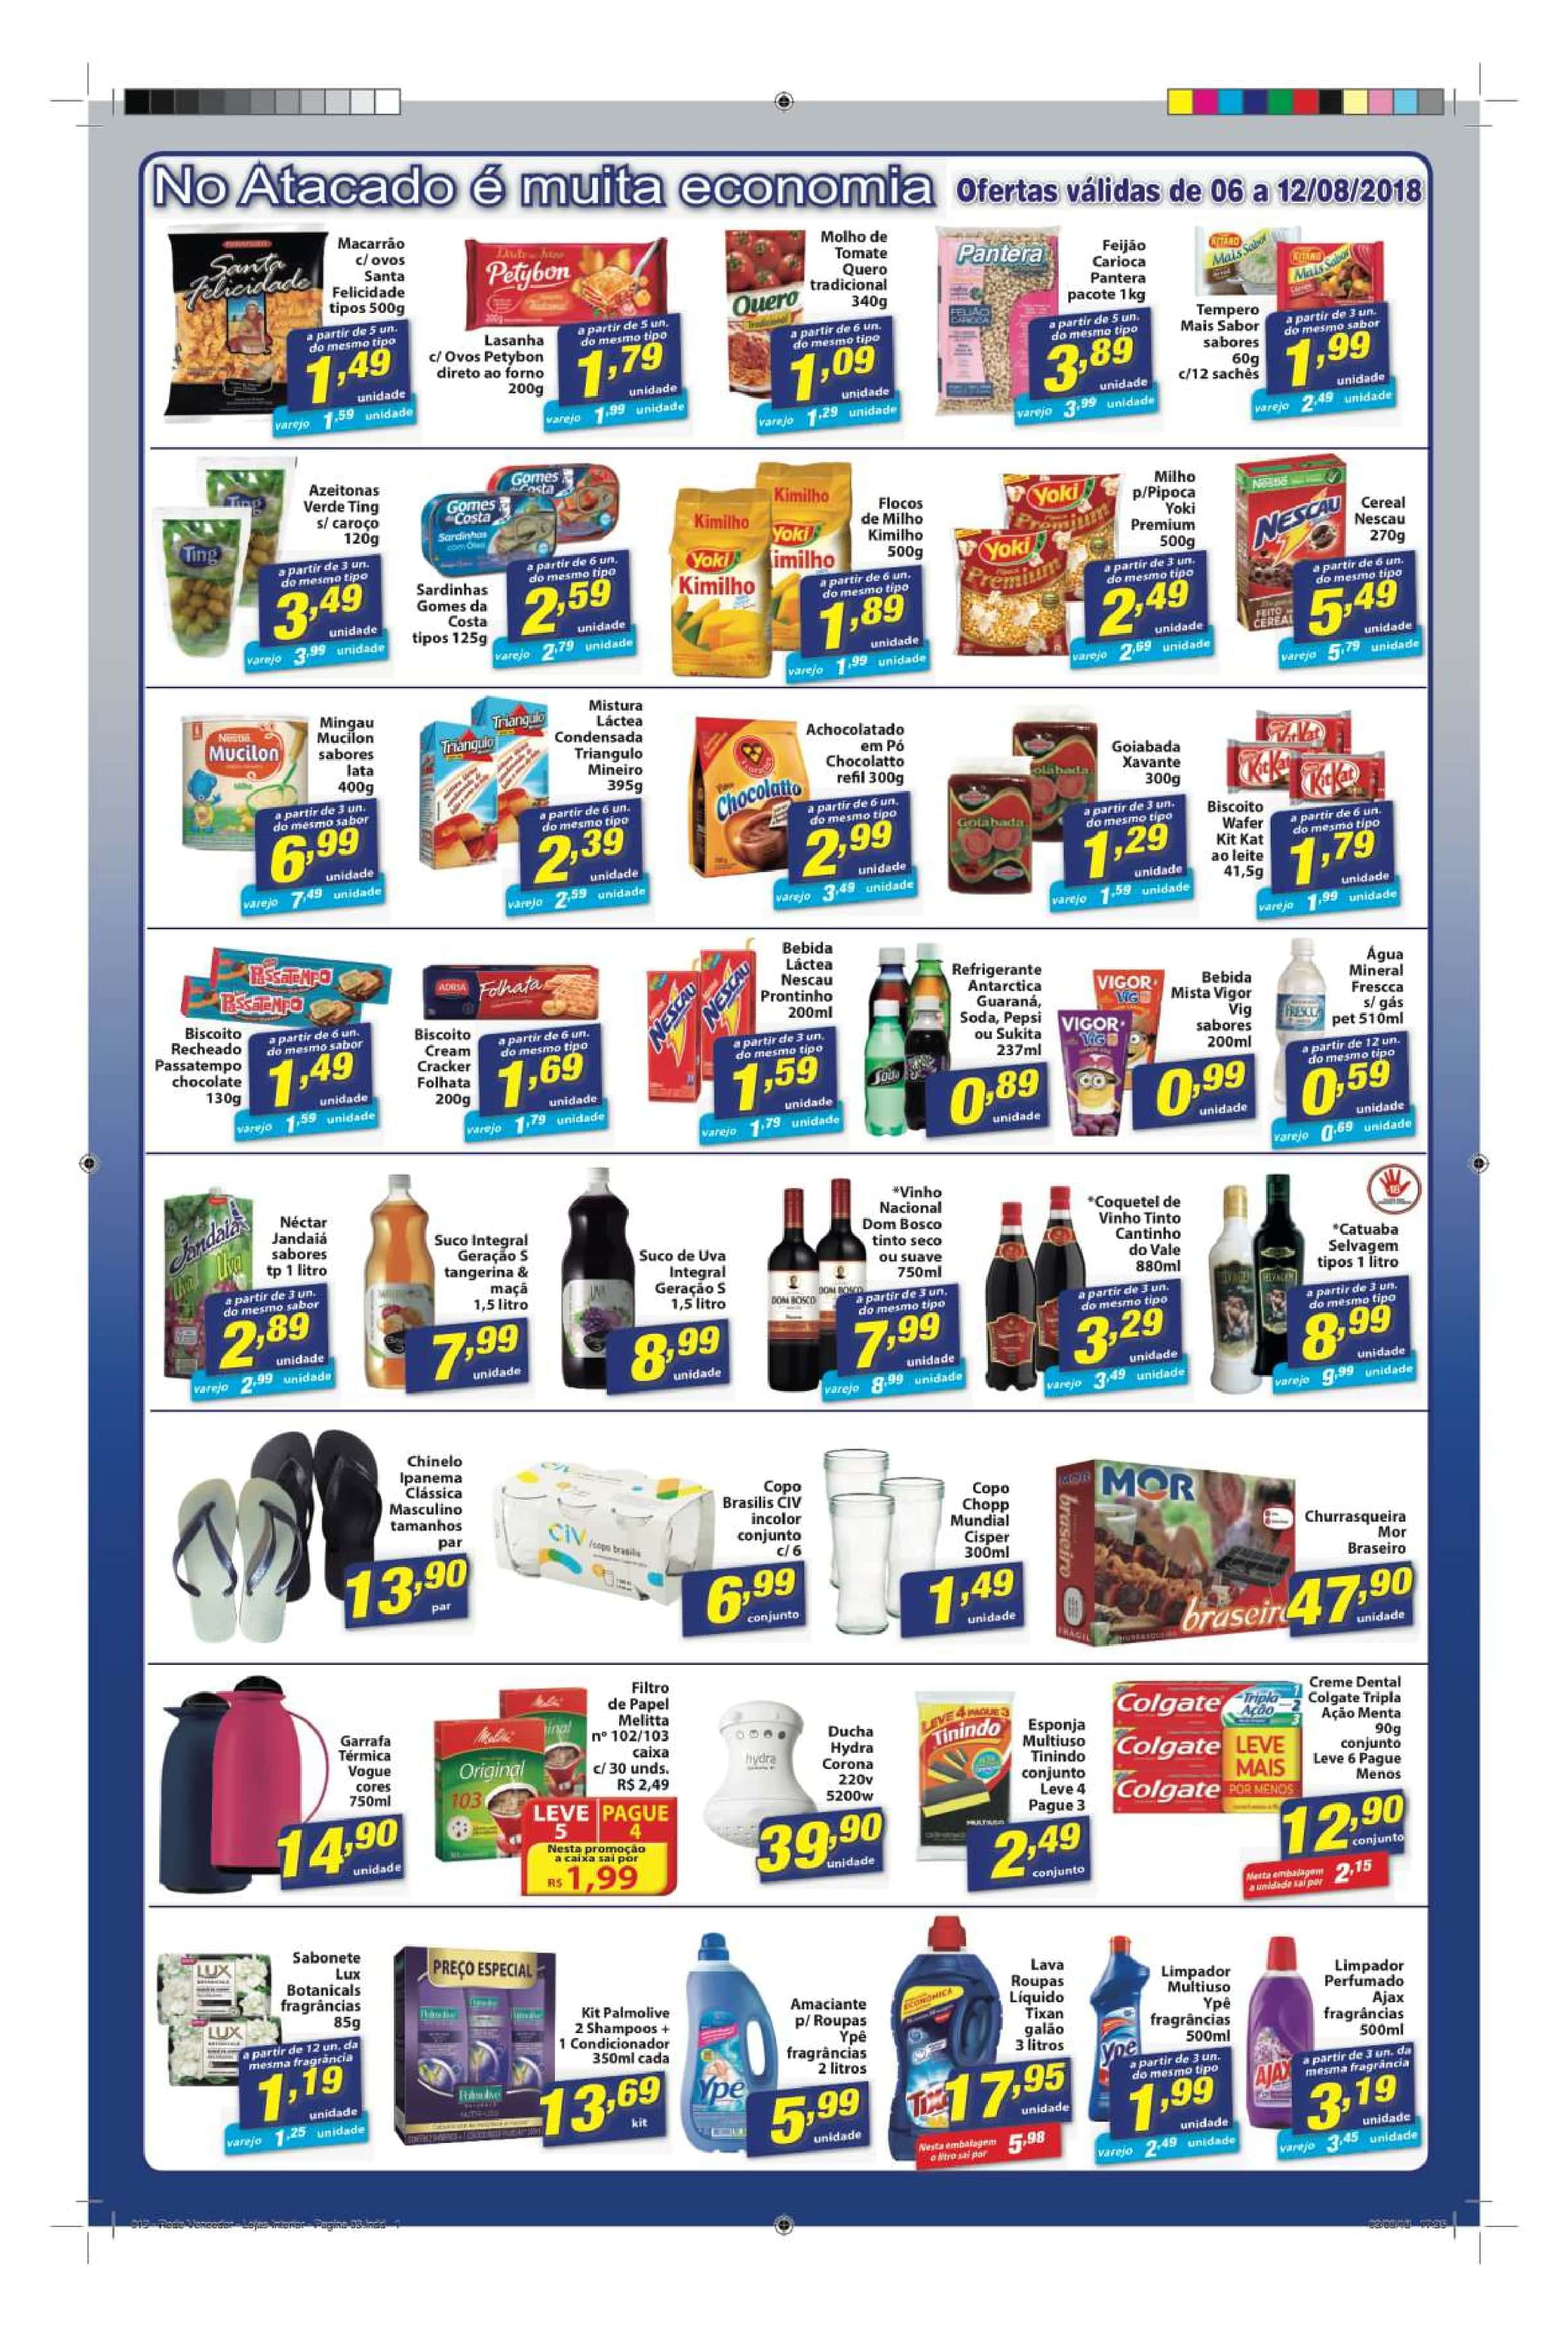 No Atacado é muita economia Ofertas válidas de 06 a 12/08/2018
Macarrão
c/ ovos
Santa
Felicidade
tipos 500g
a partir de 5 un.
do mesmo tipo
1,49
unidade
varejo 1,59 unidade
Lasanha
c/ Ovos Petybon
direto ao forno
200g
a partir de 5 un.
do mesmo tipo
1,79
unidade
varejo 1,99 unidade
Molho de
Tomate
Quero
tradicional
340g
a partir de 6 un.
do mesmo tipo
1,09
unidade
varejo 1,29 unidade
Feijão
Carioca
Pantera
pacote 1kg
a partir de 5 un.
do mesmo tipo
3,89
unidade
varejo 3,99 unidade
Tempero
Mais Sabor
sabores
60g
c/12 sachês
a partir de 3 un.
do mesmo sabor
1,99
unidade
varejo 2,49 unidade
Azeitonas
Verde Ting
s/ caroço
120g
a partir de 3 un.
do mesmo tipo
3,49
unidade
varejo 3,99 unidade
Sardinhas
Gomes da
Costa
tipos 125g
a partir de 6 un.
do mesmo tipo
2,59
unidade
varejo 2,79 unidade
Flocos
de Milho
Kimilho
500g
a partir de 6 un.
do mesmo tipo
1,89
unidade
varejo 1,99 unidade
Milho
p/Pipoca
Yoki
Premium
500g
a partir de 3 un.
do mesmo tipo
2,49
unidade
varejo 2,69 unidade
Cereal
Nescau
270g
a partir de 6 un.
do mesmo tipo
5,49
unidade
varejo 5,79 unidade
Mingau
Mucilon
sabores
lata
400g
a partir de 3 un.
do mesmo sabor
6,99
unidade
varejo 7,49 unidade
Mistura
Láctea
Condensada
Triangulo
Mineiro
395g
a partir de 6 un.
do mesmo tipo
2,39
unidade
varejo 2,59 unidade
Achocolatado
em Pó
Chocolatto
refil 300g
a partir de 6 un.
do mesmo tipo
2,99
unidade
varejo 3,49 unidade
Goiabada
Xavante
300g
a partir de 3 un.
do mesmo tipo
1,29
unidade
varejo 1,59 unidade
Biscoito
Wafer
Kit Kat
ao leite
41,5g
a partir de 6 un.
do mesmo tipo
1,79
unidade
varejo 1,99 unidade
Biscoito
Recheado
Passatempo
chocolate
130g
a partir de 6 un.
do mesmo sabor
1,49
unidade
varejo 1,59 unidade
Biscoito
Cream
Cracker
Folhata
200g
a partir de 6 un.
do mesmo tipo
1,69
unidade
varejo 1,79 unidade
Bebida
Láctea
Nescau
Prontinho
200ml
a partir de 3 un.
do mesmo tipo
1,59
unidade
varejo 1,79 unidade
Refrigerante
Antarctica
Guaraná,
Soda, Pepsi
ou Sukita
237ml
0,89
unidade
Bebida
Mista Vigor
Vig
sabores
200ml
0,99
unidade
Água
Mineral
Frescca
s/ gás
pet 510ml
a partir de 12 un.
do mesmo tipo
0,59
unidade
varejo 0,69 unidade
Néctar
Jandaiá
sabores
tp 1 litro
a partir de 3 un.
do mesmo sabor
2,89
unidade
varejo 2,99 unidade
Suco Integral
Geração S
tangerina &
maçã
1,5 litro
7,99
unidade
Suco de Uva
Integral
Geração S
1,5 litro
8,99
unidade
*Vinho
Nacional
Dom Bosco
tinto seco
ou suave
750ml
a partir de 3 un.
do mesmo tipo
7,99
unidade
varejo 8,99 unidade
*Coquetel de
Vinho Tinto
Cantinho
do Vale
880ml
a partir de 3 un.
do mesmo tipo
3,29
unidade
varejo 3,49 unidade
18
*Catuaba
Selvagem
tipos 1 litro
a partir de 3 un.
do mesmo tipo
8,99
unidade
varejo 9,99 unidade
Chinelo
Ipanema
Clássica
Masculino
tamanhos
par
13,90
par
Copo
Brasilis CIV
incolor
conjunto
c/ 6
6,99
conjunto
Copo
Chopp
Mundial
Cisper
300ml
1,49
unidade
MOR
braseiro
Churrasqueira
Mor
Braseiro
47,90
unidade
Garrafa
Térmica
Vogue
cores
750ml
14,90
unidade
Filtro
de Papel
Melitta
nº 102/103
caixa
c/ 30 unds.
R$ 2,49
LEVE 5 PAGUE 4
Nesta promoção
a caixa sai por
R$ 1,99
Ducha
Hydra
Corona
220v
5200w
39,90
unidade
LEVE 4 PAGUE 3
Tinindo
Esponja
Multiuso
Tinindo
conjunto
Leve 4
Pague 3
2,49
conjunto
Colgate
Tripla Ação
LEVE
MAIS
POR MENOS
Creme Dental
Colgate Tripla
Ação Menta
90g
conjunto
Leve 6 Pague
Menos
12,90
conjunto
Nesta embalagem
a unidade sai por 2,15
Sabonete
Lux
Botanicals
fragrâncias
85g
a partir de 12 un. da
mesma fragrância
1,19
unidade
varejo 1,25 unidade
PREÇO ESPECIAL
Kit Palmolive
2 Shampoos +
1 Condicionador
350ml cada
13,69
kit
Amaciante
p/ Roupas
Ypê
fragrâncias
2 litros
5,99
unidade
Lava
Roupas
Líquido
Tixan
galão
3 litros
17,95
unidade
Nesta embalagem
o litro sai por 5,98
Limpador
Multiuso
Ypê
fragrâncias
500ml
a partir de 3 un.
do mesmo tipo
1,99
unidade
varejo 2,49 unidade
Limpador
Perfumado
Ajax
fragrâncias
500ml
a partir de 3 un. da
mesma fragrância
3,19
unidade
varejo 3,45 unidade